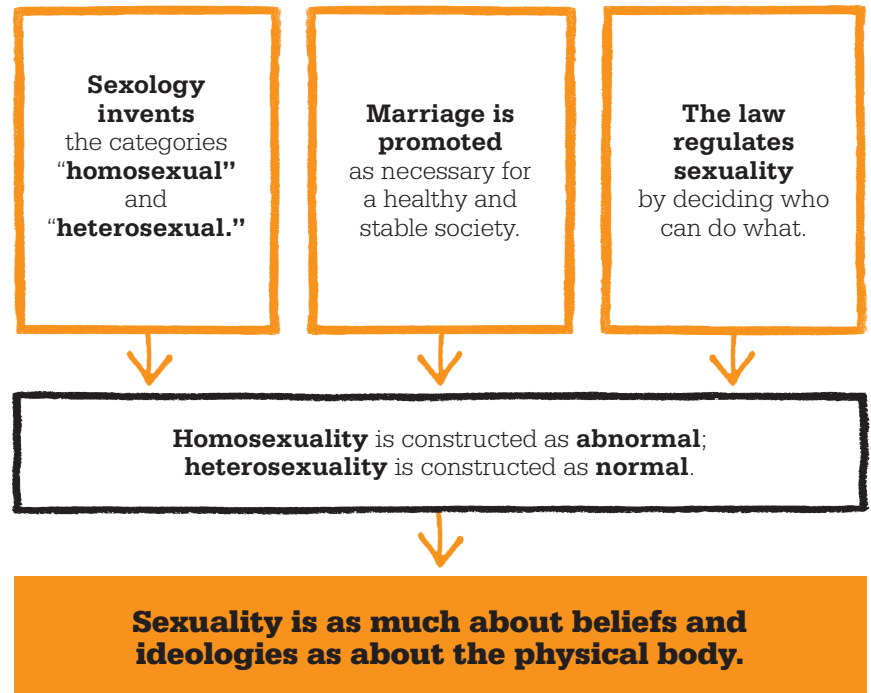 Sexology
invents
the categories
“homosexual”
and
“heterosexual.”
Marriage is
promoted
as necessary for
a healthy and
stable society.
The law
regulates
sexuality
by deciding who
can do what.
Homosexuality is constructed as abnormal;
heterosexuality is constructed as normal.
Sexuality is as much about beliefs and
ideologies as about the physical body.